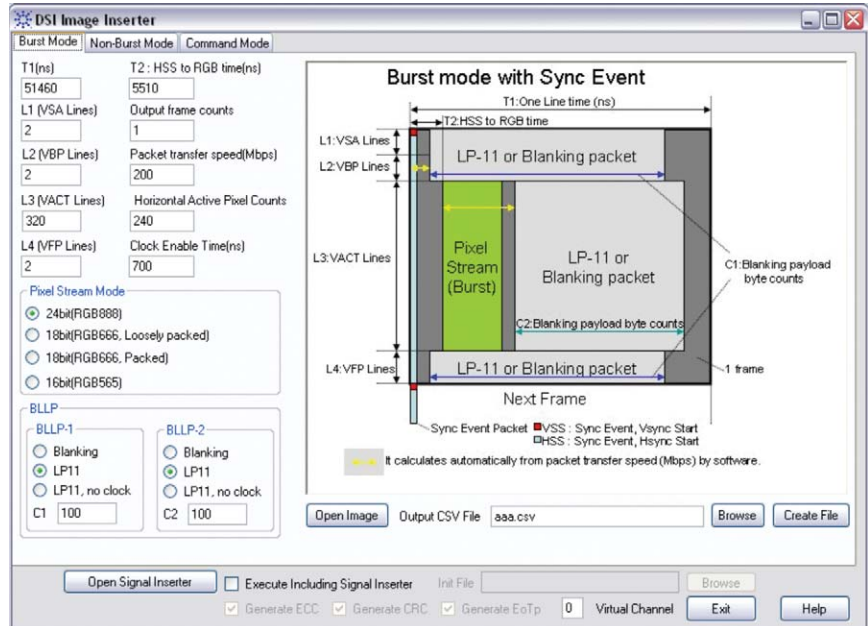 DSI Image Inserter
Burst Mode Non-Burst Mode Command Mode
T1(ns) T2 : HSS to RGB time(ns)
51460 5510
L1 (VSA Lines) Output frame counts
2 1
L2 (VBP Lines) Packet transfer speed(Mbps)
2 200
L3 (VACT Lines) Horizontal Active Pixel Counts
320 240
L4 (VFP Lines) Clock Enable Time(ns)
2 700
Pixel Stream Mode
24bit(RGB888)
18bit(RGB666, Loosely packed)
18bit(RGB666, Packed)
16bit(RGB565)
BLLP
BLLP-1 BLLP-2
Blanking Blanking
LP11 LP11
LP11, no clock LP11, no clock
C1 100 C2 100
Burst mode with Sync Event
T1:One Line time (ns)
T2:HSS to RGB time
L1:VSA Lines
LP-11 or Blanking packet
L2:VBP Lines
L3:VACT Lines
Pixel
Stream
(Burst)
LP-11 or
Blanking packet
C1:Blanking payload
byte counts
C2:Blanking payload byte counts
L4:VFP Lines
LP-11 or Blanking packet
1 frame
Next Frame
Sync Event Packet VSS : Sync Event, Vsync Start
HSS : Sync Event, Hsync Start
It calculates automatically from packet transfer speed (Mbps) by software.
Open Image Output CSV File aaa.csv Browse Create File
Open Signal Inserter Execute Including Signal Inserter Init File Browse
Generate ECC Generate CRC Generate EoTp 0 Virtual Channel Exit Help